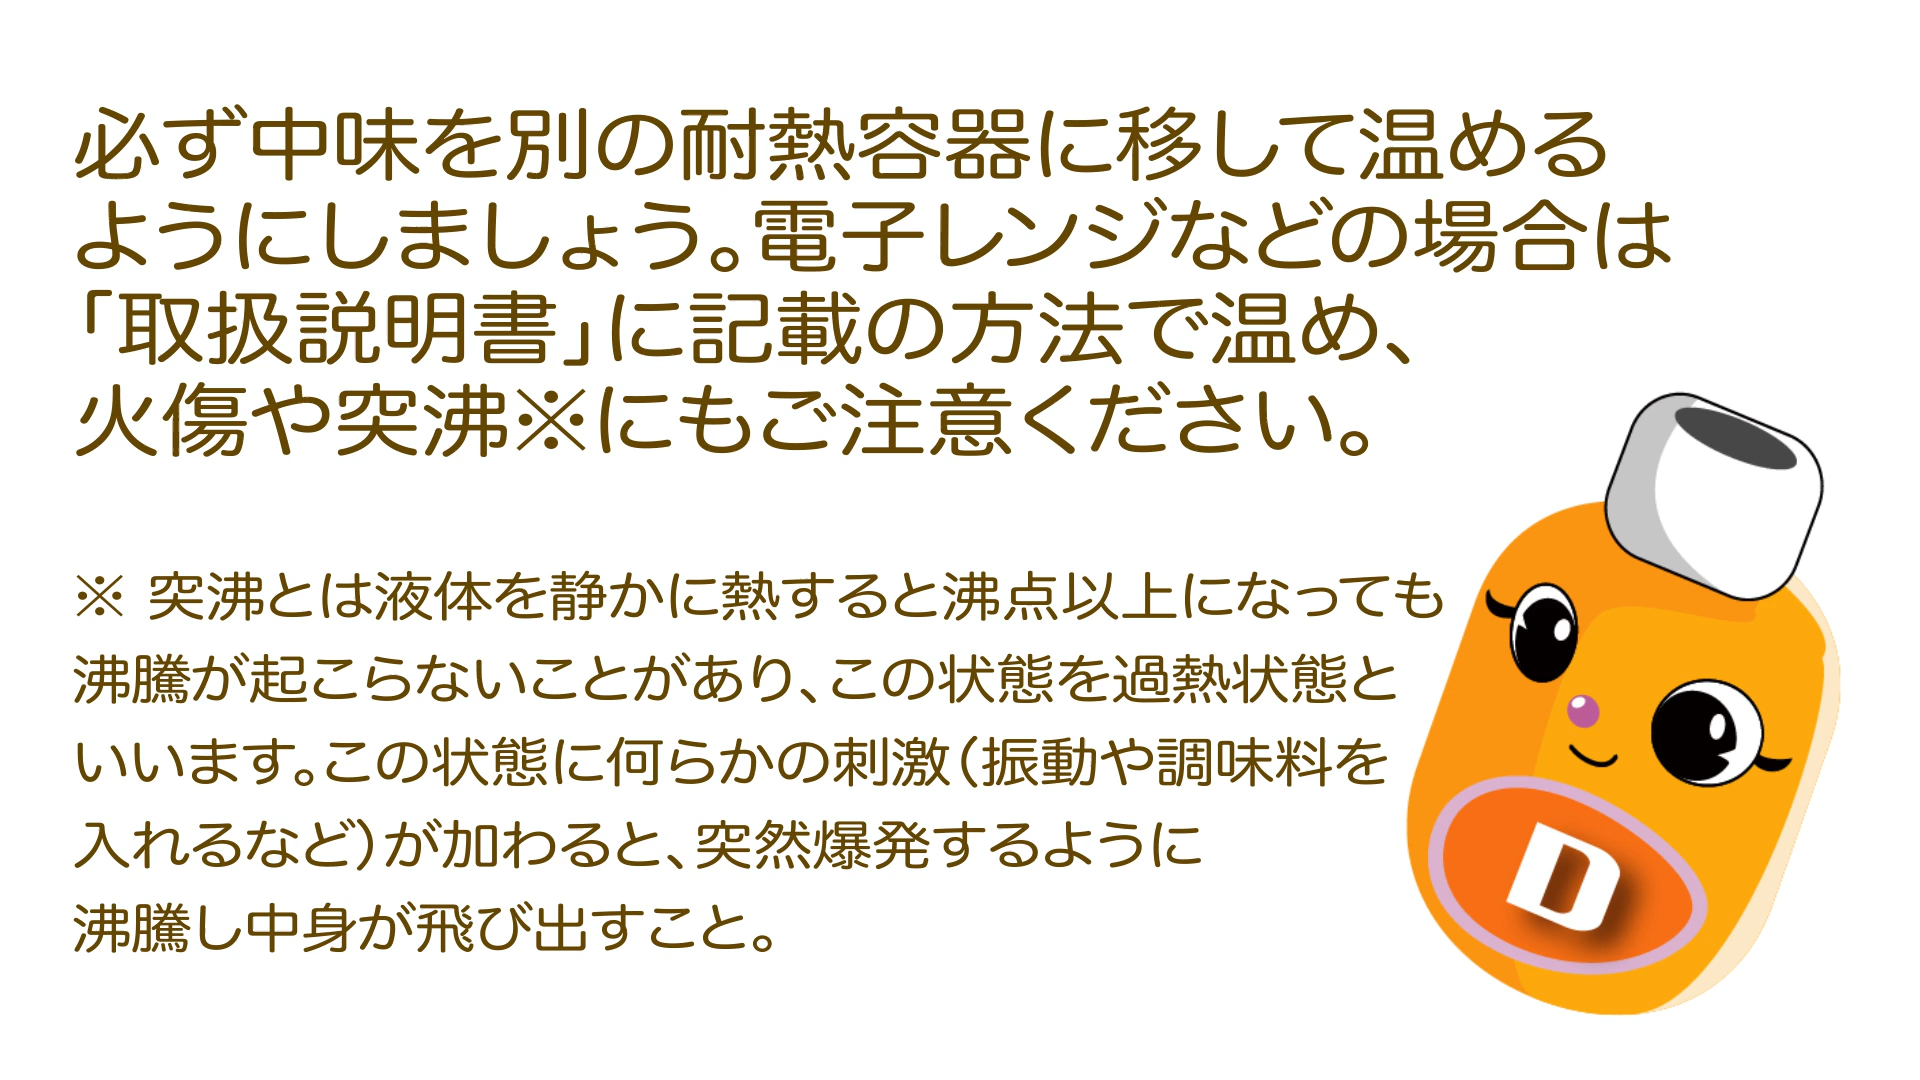 必ず中味を別の耐熱容器に移して温める
ようにしましょう。電子レンジなどの場合は
「取扱説明書」に記載の方法で温め、
火傷や突沸※にもご注意ください。
※ 突沸とは液体を静かに熱すると沸点以上になっても
沸騰が起こらないことがあり、この状態を過熱状態と
いいます。この状態に何らかの刺激（振動や調味料を
入れるなど）が加わると、突然爆発するように
沸騰し中身が飛び出すこと。
D